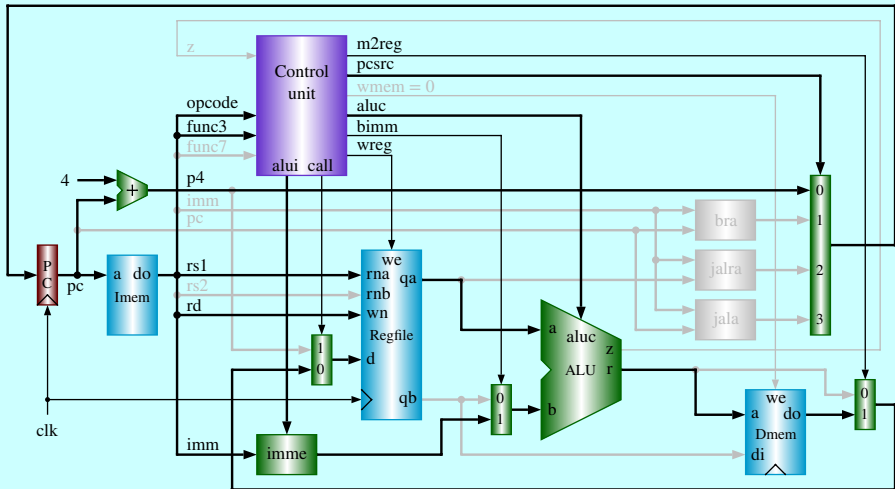 z
m2reg
pcsrc
wmem = 0
Control
unit
opcode
aluc
func3
bimm
func7
wreg
alui call
4
p4
+
0
imm
bra
1
pc
we
P
C
pc
a do
Imem
rs1
rna
qa
jalra
2
rs2
rnb
rd
wn
jala
3
Regfile
a
aluc
1
0
d
z
ALU
r
0
1
qb
0
1
b
we
a do
Dmem
di
clk
imm
imme